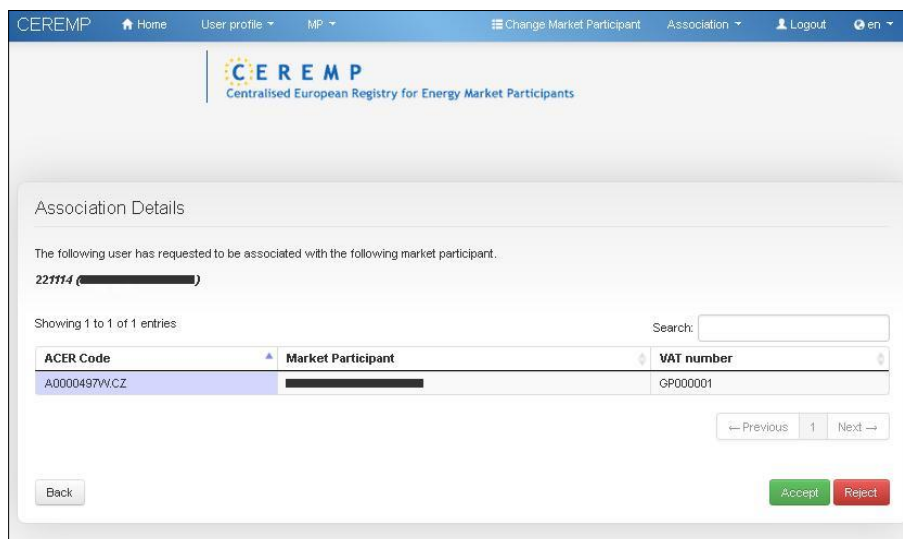 CEREMP Home User profile MP Change Market Participant Association Logout en
CEREMP
Centralised European Registry for Energy Market Participants
Association Details
The following user has requested to be associated with the following market participant.
221114 ( )
Showing 1 to 1 of 1 entries Search:
ACER Code Market Participant VAT number
A0000497W.CZ GP000001
← Previous 1 Next →
Back Accept Reject